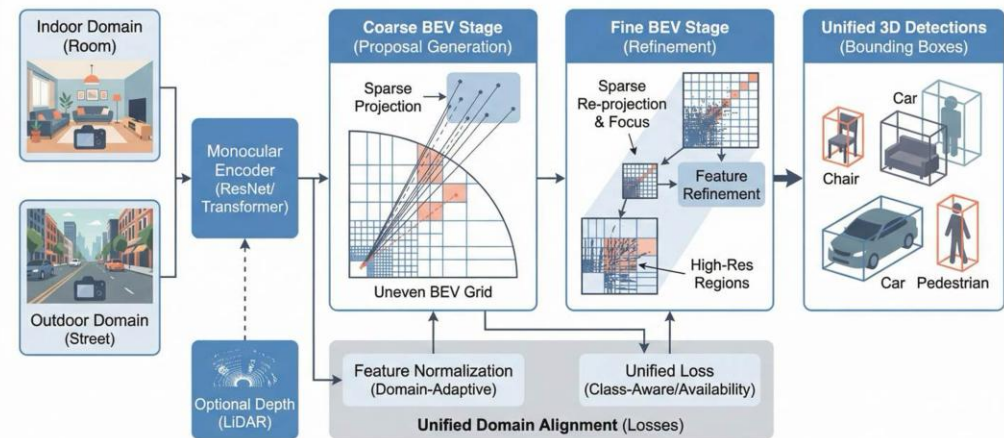 Indoor Domain
(Room)
Outdoor Domain
(Street)
Monocular
Encoder
(ResNet/
Transformer)
Optional Depth
(LiDAR)
Coarse BEV Stage
(Proposal Generation)
Sparse
Projection
Uneven BEV Grid
Fine BEV Stage
(Refinement)
Sparse
Re-projection
& Focus
Feature
Refinement
High-Res
Regions
Unified 3D Detections
(Bounding Boxes)
Car
Chair
Car
Pedestrian
Feature Normalization
(Domain-Adaptive)
Unified Loss
(Class-Aware/Availability)
Unified Domain Alignment (Losses)